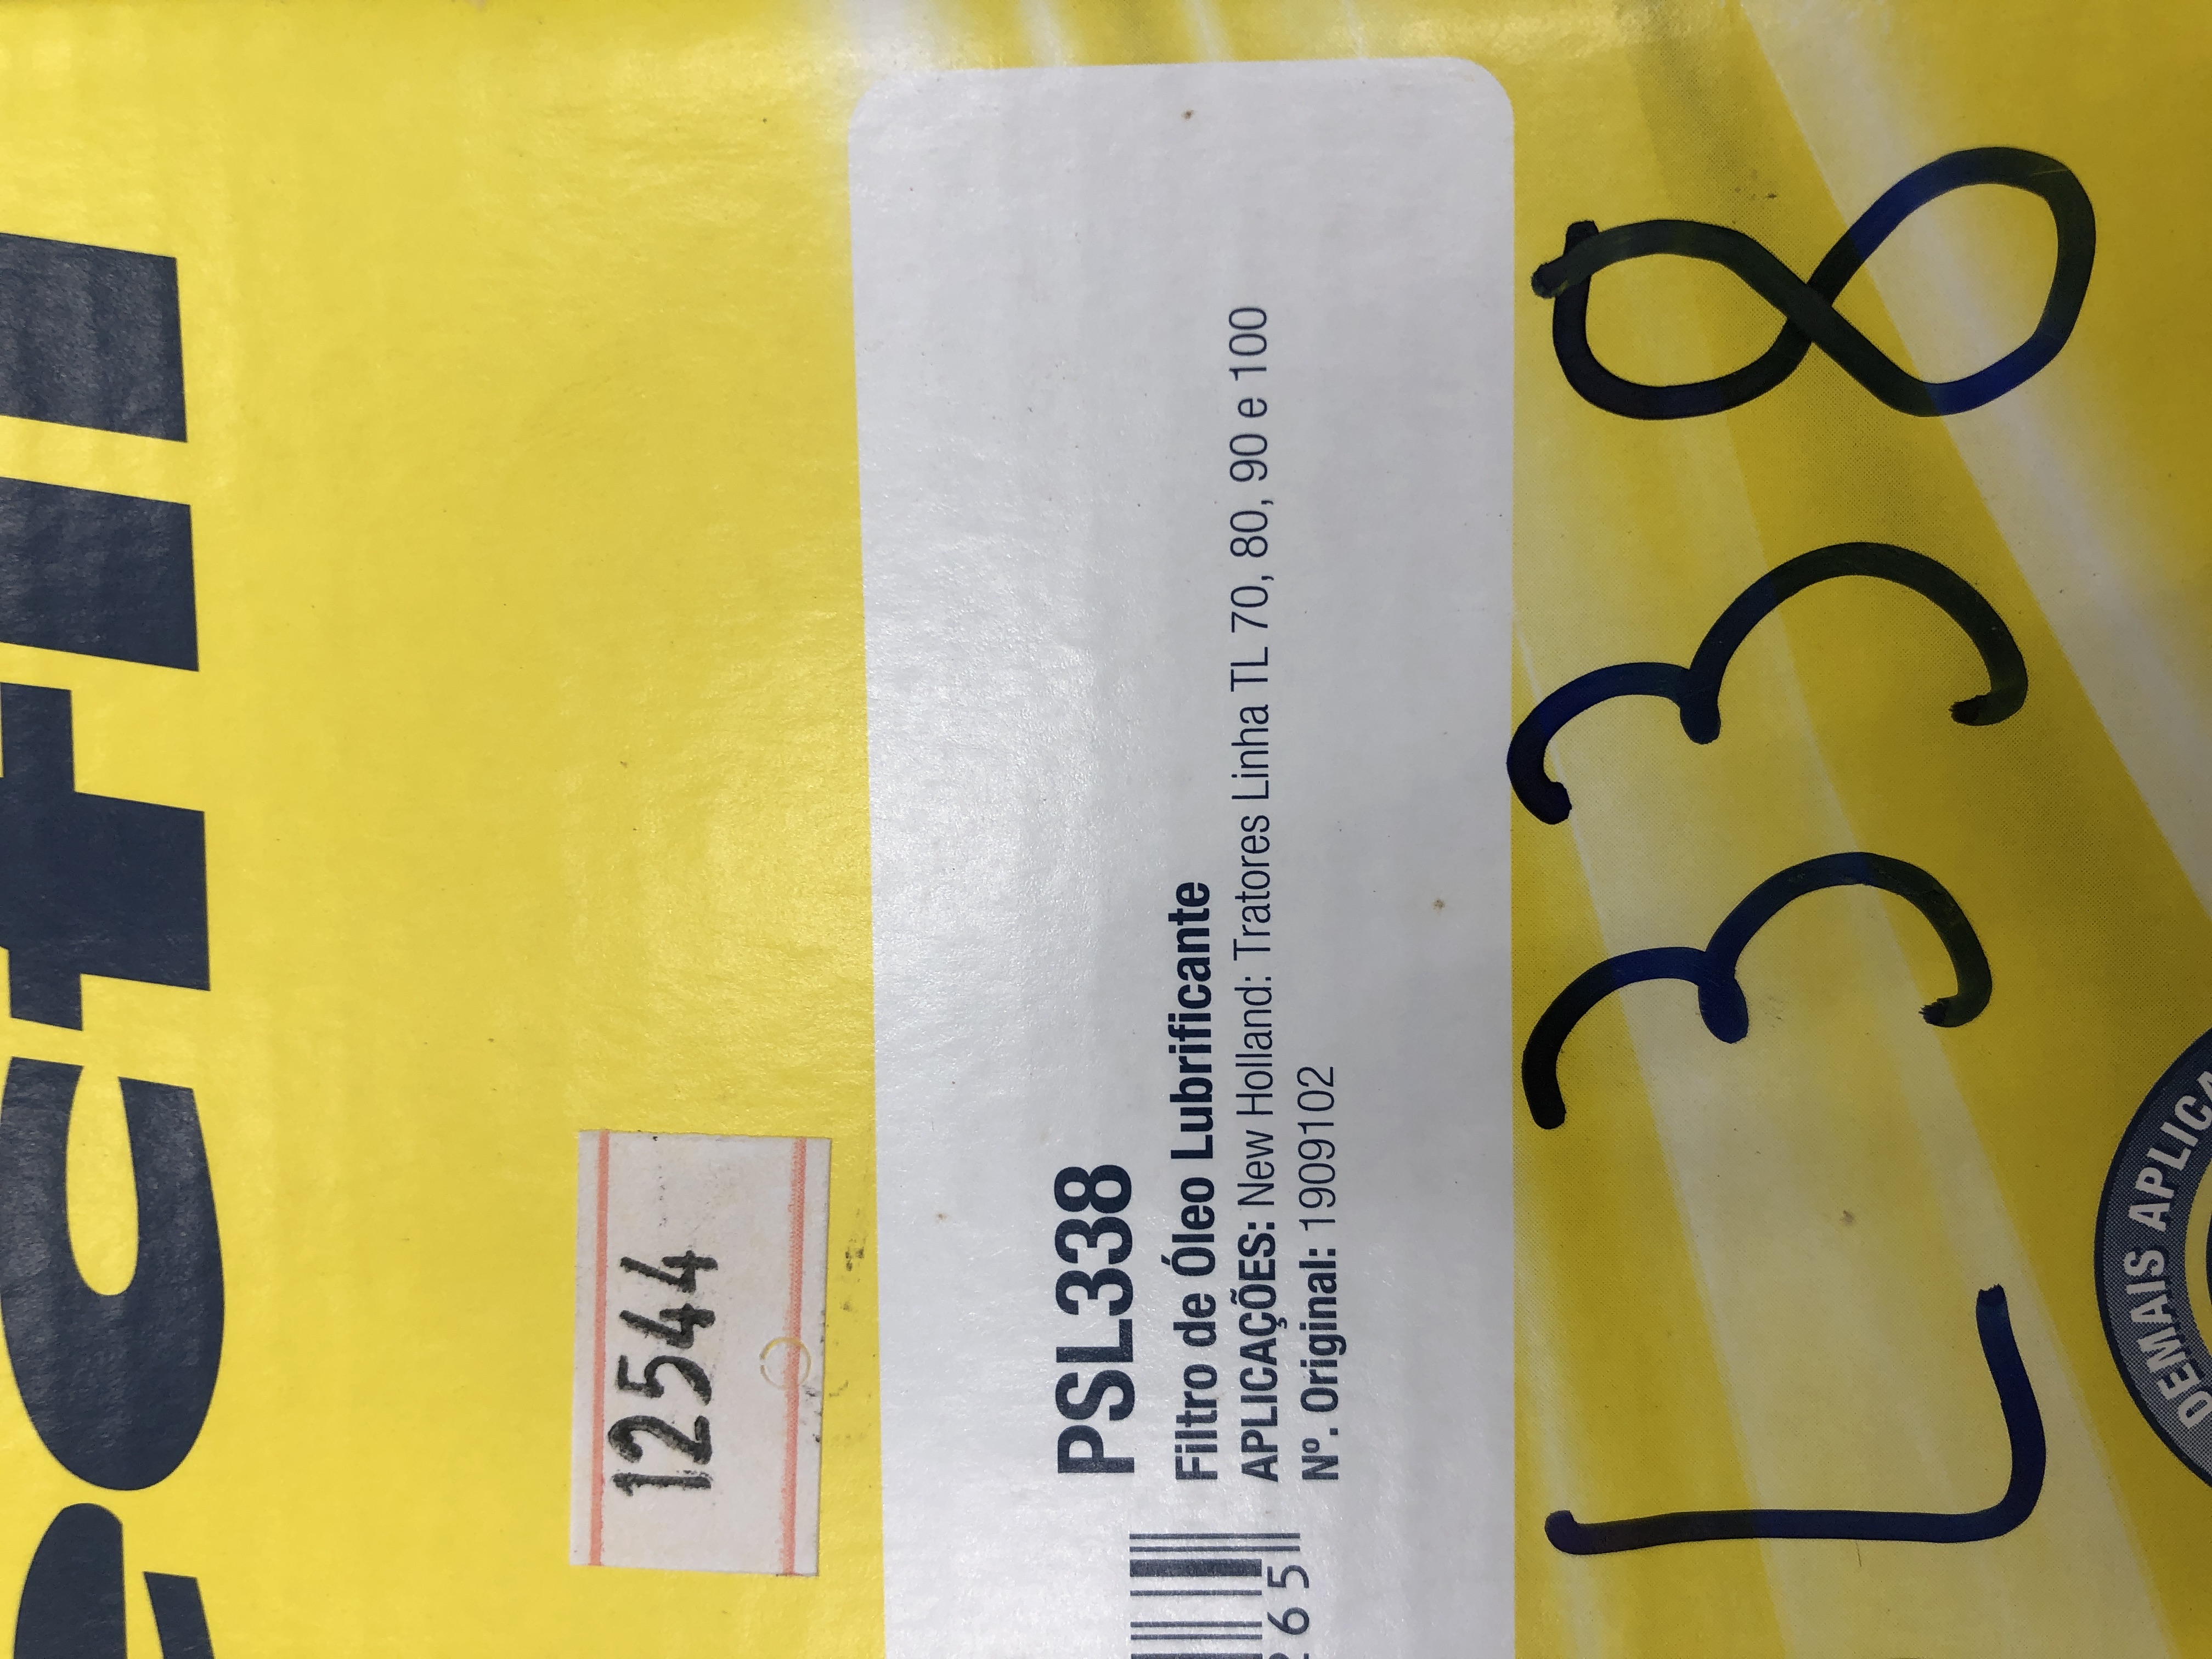 12544
PSL338
Filtro de Óleo Lubrificante
APLICAÇÕES: New Holland: Tratores Linha TL 70, 80, 90 e 100
Nº. Original: 1909102
265
L338
DEMAIS